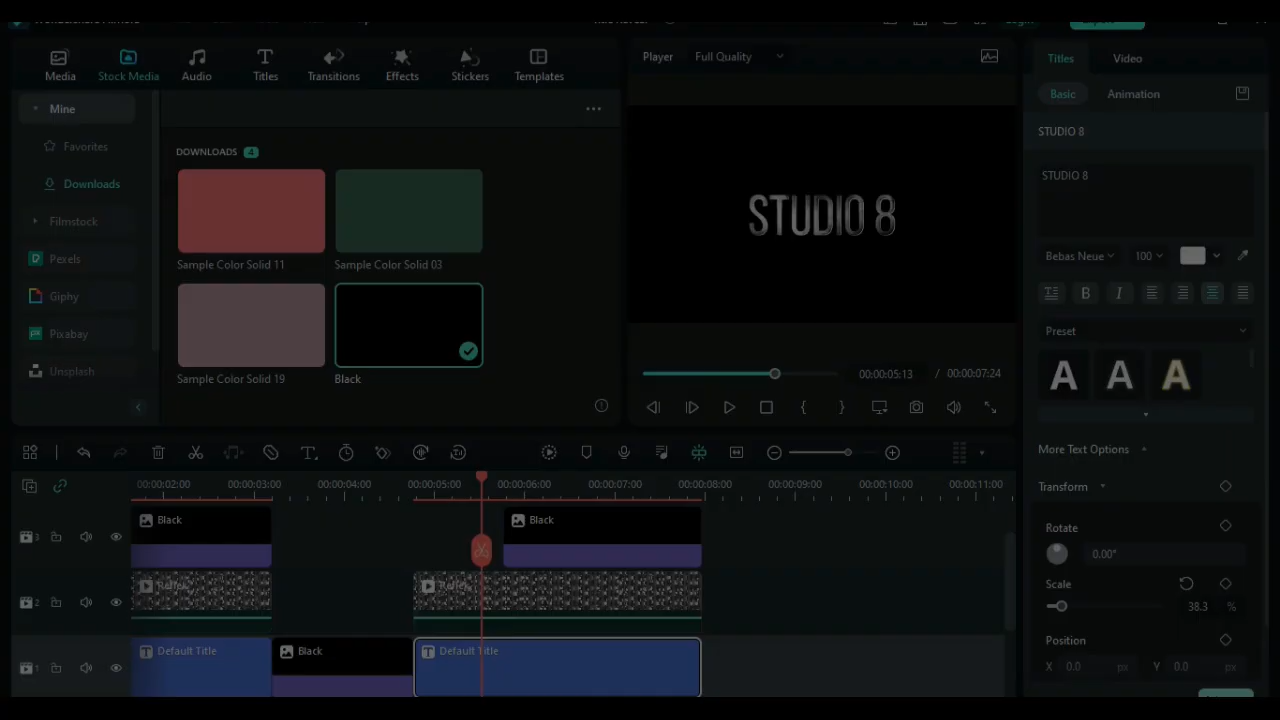 Player Full Quality
Titles Video
Media Stock Media Audio Titles Transitions Effects Stickers Templates
Basic Animation
Mine
STUDIO 8
Favorites
DOWNLOADS 4
Downloads
STUDIO 8
STUDIO 8
Filmstock
Pexels
Sample Color Solid 11 Sample Color Solid 03
Bebas Neue 100
Giphy
Pixabay
Preset
Unsplash
Sample Color Solid 19 Black
00:00:05:13 / 00:00:07:24
A A A
More Text Options
00:00:02:00 00:00:03:00 00:00:04:00 00:00:05:00 00:00:06:00 00:00:07:00 00:00:08:00 00:00:09:00 00:00:10:00 00:00:11:00
Transform
Black Black
Rotate
0.00°
3
Scale
38.3 %
2
Position
X 0.0 px Y 0.0 px
Default Title Black Default Title
1